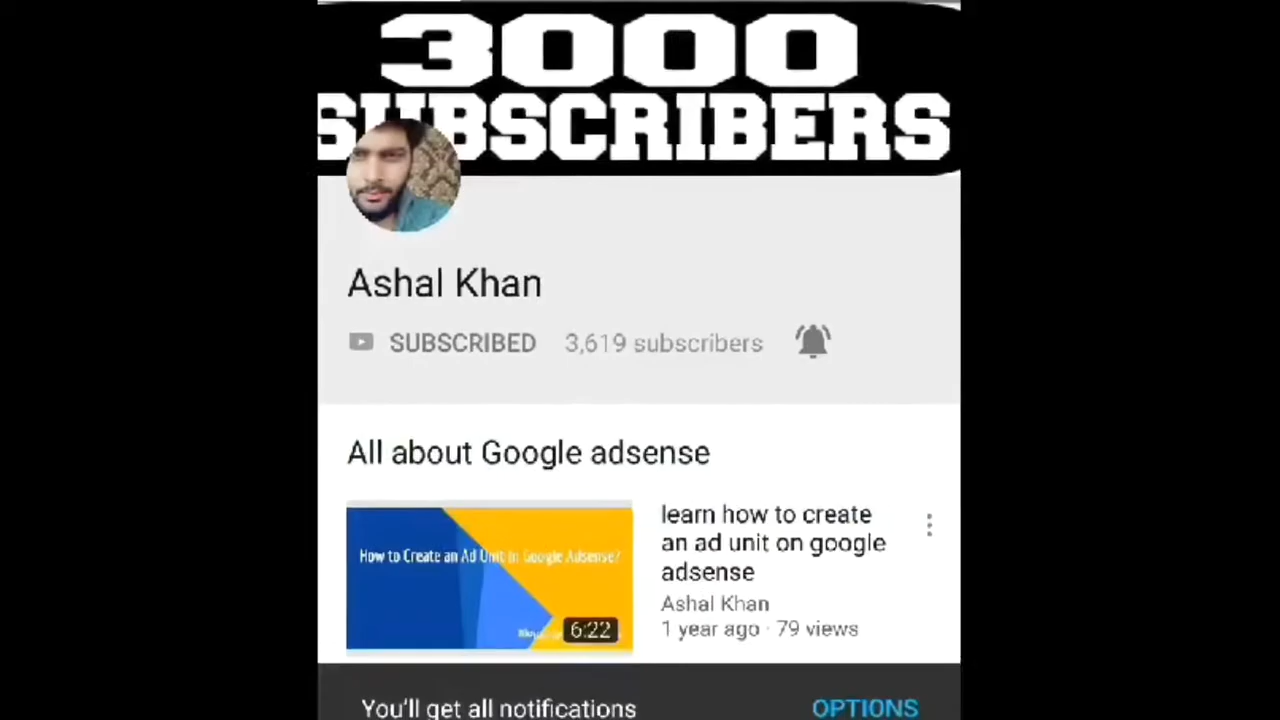 3000
SUBSCRIBERS
Ashal Khan
SUBSCRIBED 3,619 subscribers
All about Google adsense
How to Create an Ad Unit in Google Adsense?
6:22
learn how to create
an ad unit on google
adsense
Ashal Khan
1 year ago · 79 views
You'll get all notifications OPTIONS